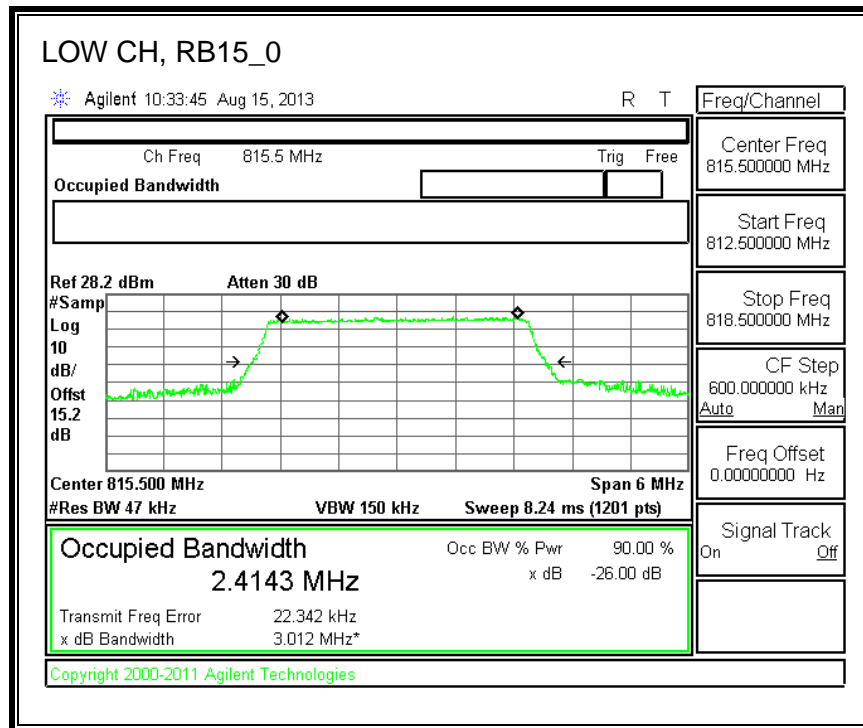 LOW CH, RB15_0
Agilent 10:33:45 Aug 15, 2013 R T
Freq/Channel
Ch Freq 815.5 MHz Trig Free
Occupied Bandwidth
Center Freq
815.500000 MHz
Start Freq
812.500000 MHz
Stop Freq
818.500000 MHz
CF Step
600.000000 kHz
Auto Man
Freq Offset
0.00000000 Hz
Signal Track
On Off
Ref 28.2 dBm Atten 30 dB
#Samp
Log
10
dB/
Offst
15.2
dB
Center 815.500 MHz Span 6 MHz
#Res BW 47 kHz VBW 150 kHz Sweep 8.24 ms (1201 pts)
Occupied Bandwidth Occ BW % Pwr 90.00 %
2.4143 MHz x dB -26.00 dB
Transmit Freq Error 22.342 kHz
x dB Bandwidth 3.012 MHz*
Copyright 2000-2011 Agilent Technologies